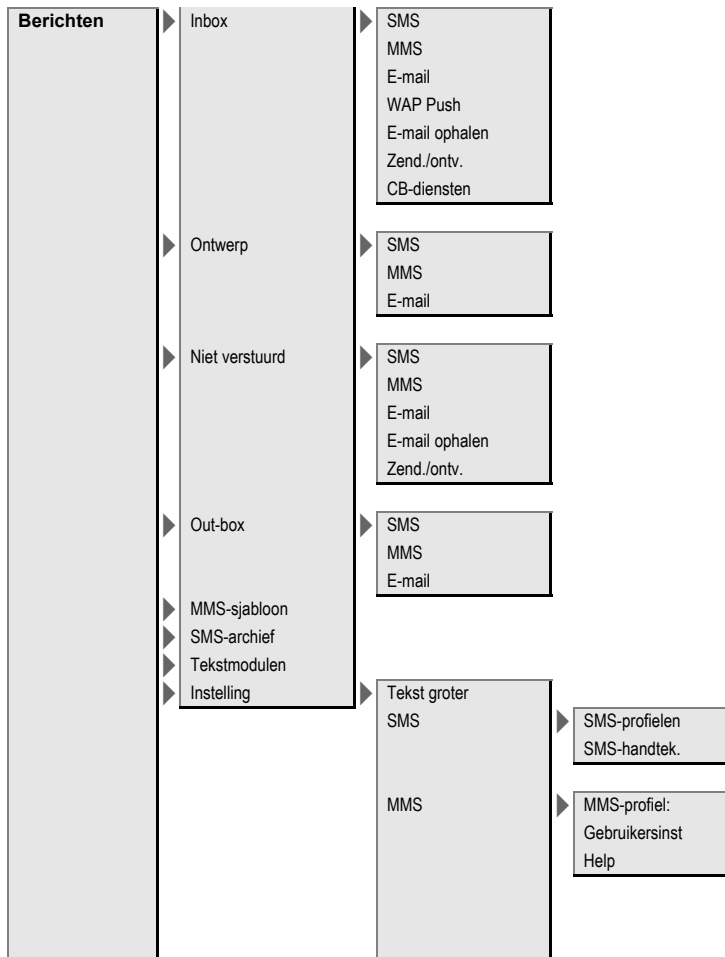 Berichten
Inbox
SMS
MMS
E-mail
WAP Push
E-mail ophalen
Zend./ontv.
CB-diensten
Ontwerp
SMS
MMS
E-mail
Niet verstuurd
SMS
MMS
E-mail
E-mail ophalen
Zend./ontv.
Out-box
SMS
MMS
E-mail
MMS-sjabloon
SMS-archief
Tekstmodulen
Instelling
Tekst groter
SMS
SMS-profielen
SMS-handtek.
MMS
MMS-profiel:
Gebruikersinst
Help